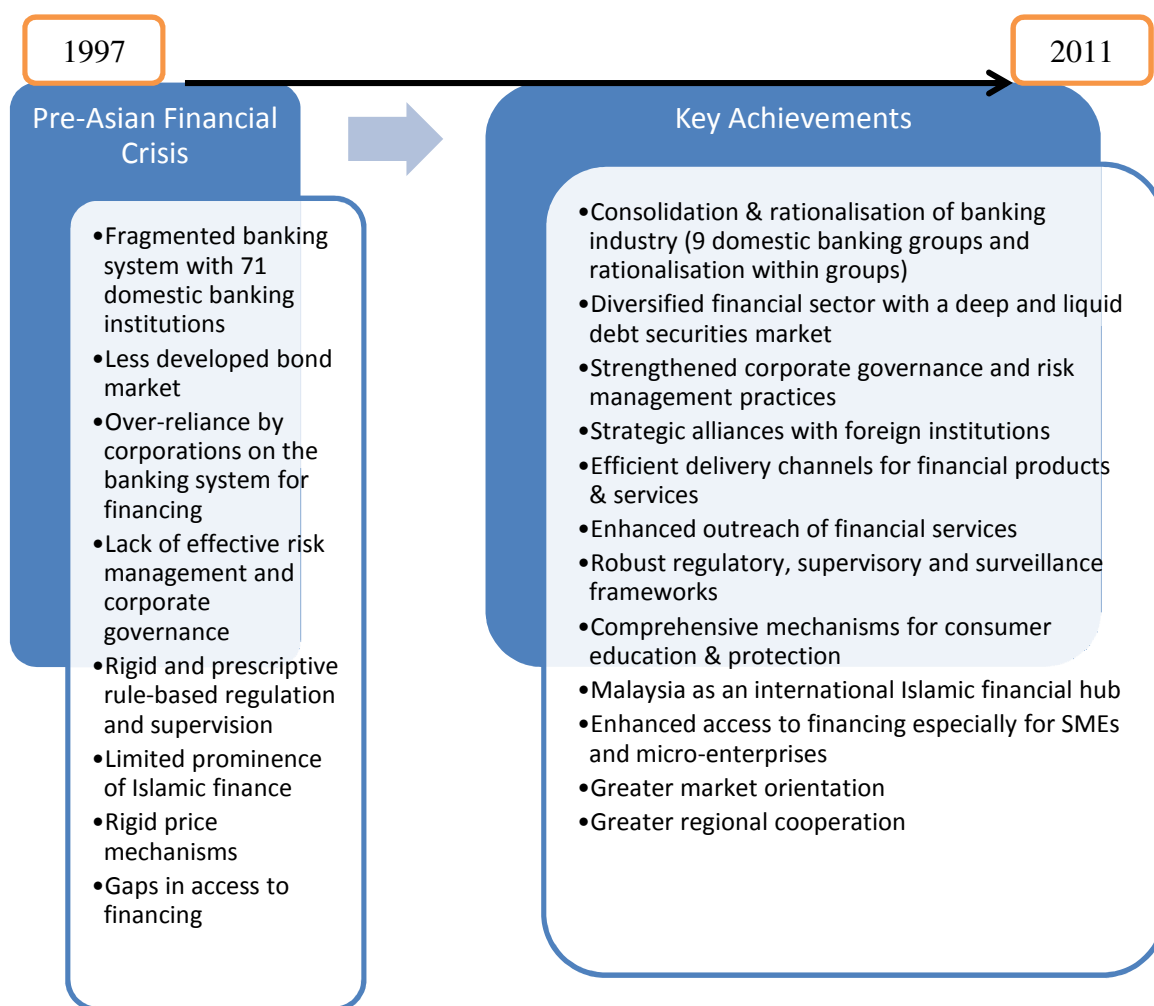 1997
2011
Pre-Asian Financial
Crisis
•Fragmented banking
system with 71
domestic banking
institutions
•Less developed bond
market
•Over-reliance by
corporations on the
banking system for
financing
•Lack of effective risk
management and
corporate
governance
•Rigid and prescriptive
rule-based regulation
and supervision
•Limited prominence
of Islamic finance
•Rigid price
mechanisms
•Gaps in access to
financing
Key Achievements
•Consolidation & rationalisation of banking
industry (9 domestic banking groups and
rationalisation within groups)
•Diversified financial sector with a deep and liquid
debt securities market
•Strengthened corporate governance and risk
management practices
•Strategic alliances with foreign institutions
•Efficient delivery channels for financial products
& services
•Enhanced outreach of financial services
•Robust regulatory, supervisory and surveillance
frameworks
•Comprehensive mechanisms for consumer
education & protection
•Malaysia as an international Islamic financial hub
•Enhanced access to financing especially for SMEs
and micro-enterprises
•Greater market orientation
•Greater regional cooperation